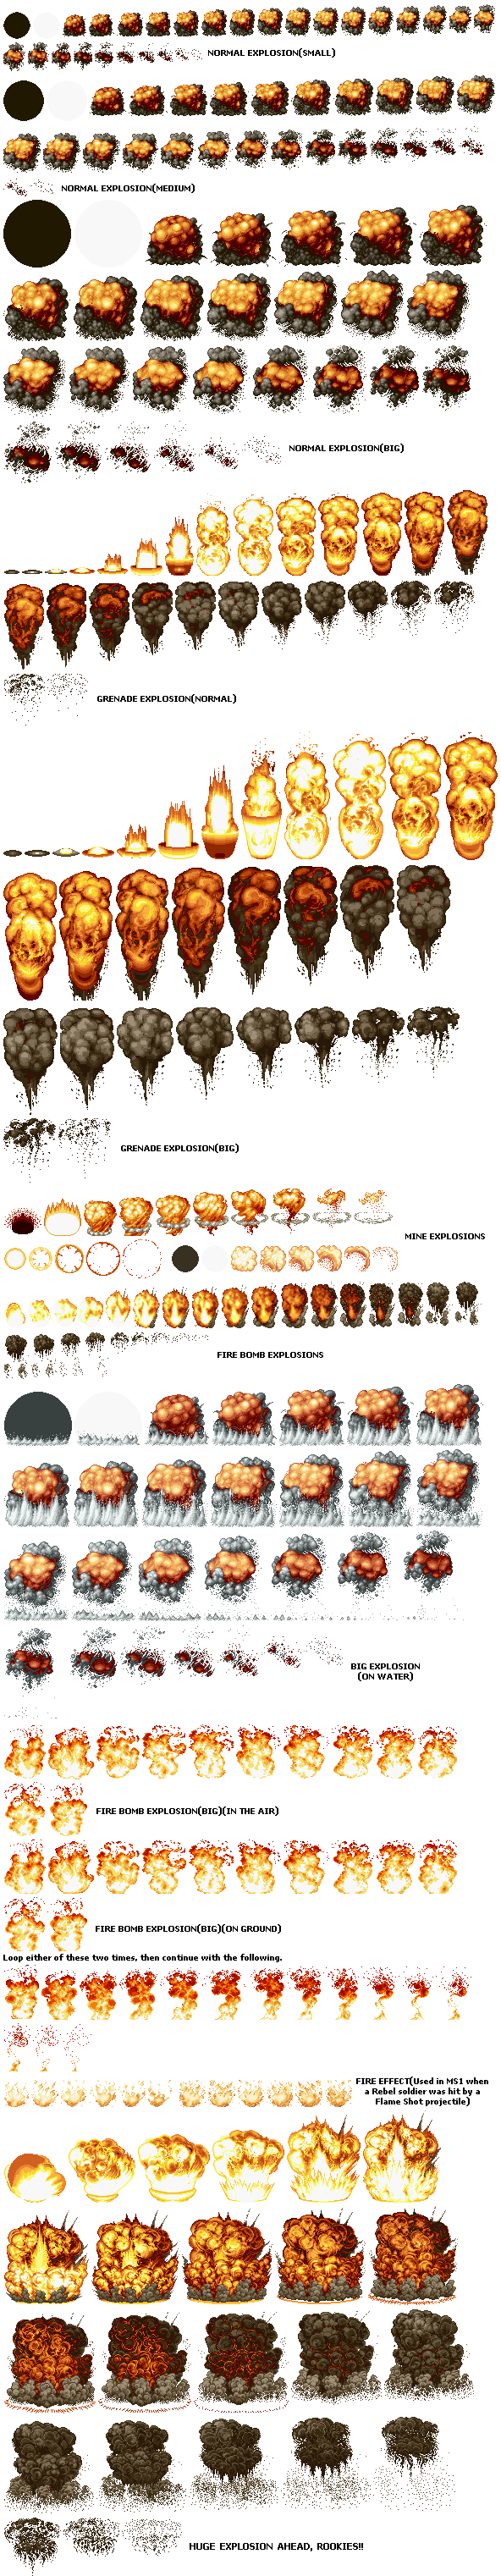 NORMAL EXPLOSION(SMALL)
NORMAL EXPLOSION(MEDIUM)
NORMAL EXPLOSION(BIG)
GRENADE EXPLOSION(NORMAL)
GRENADE EXPLOSION(BIG)
MINE EXPLOSIONS
FIRE BOMB EXPLOSIONS
BIG EXPLOSION
(ON WATER)
FIRE BOMB EXPLOSION(BIG)(IN THE AIR)
FIRE BOMB EXPLOSION(BIG)(ON GROUND)
Loop either of these two times, then continue with the following.
FIRE EFFECT(Used in MS1 when
a Rebel soldier was hit by a
Flame Shot projectile)
HUGE EXPLOSION AHEAD, ROOKIES!!